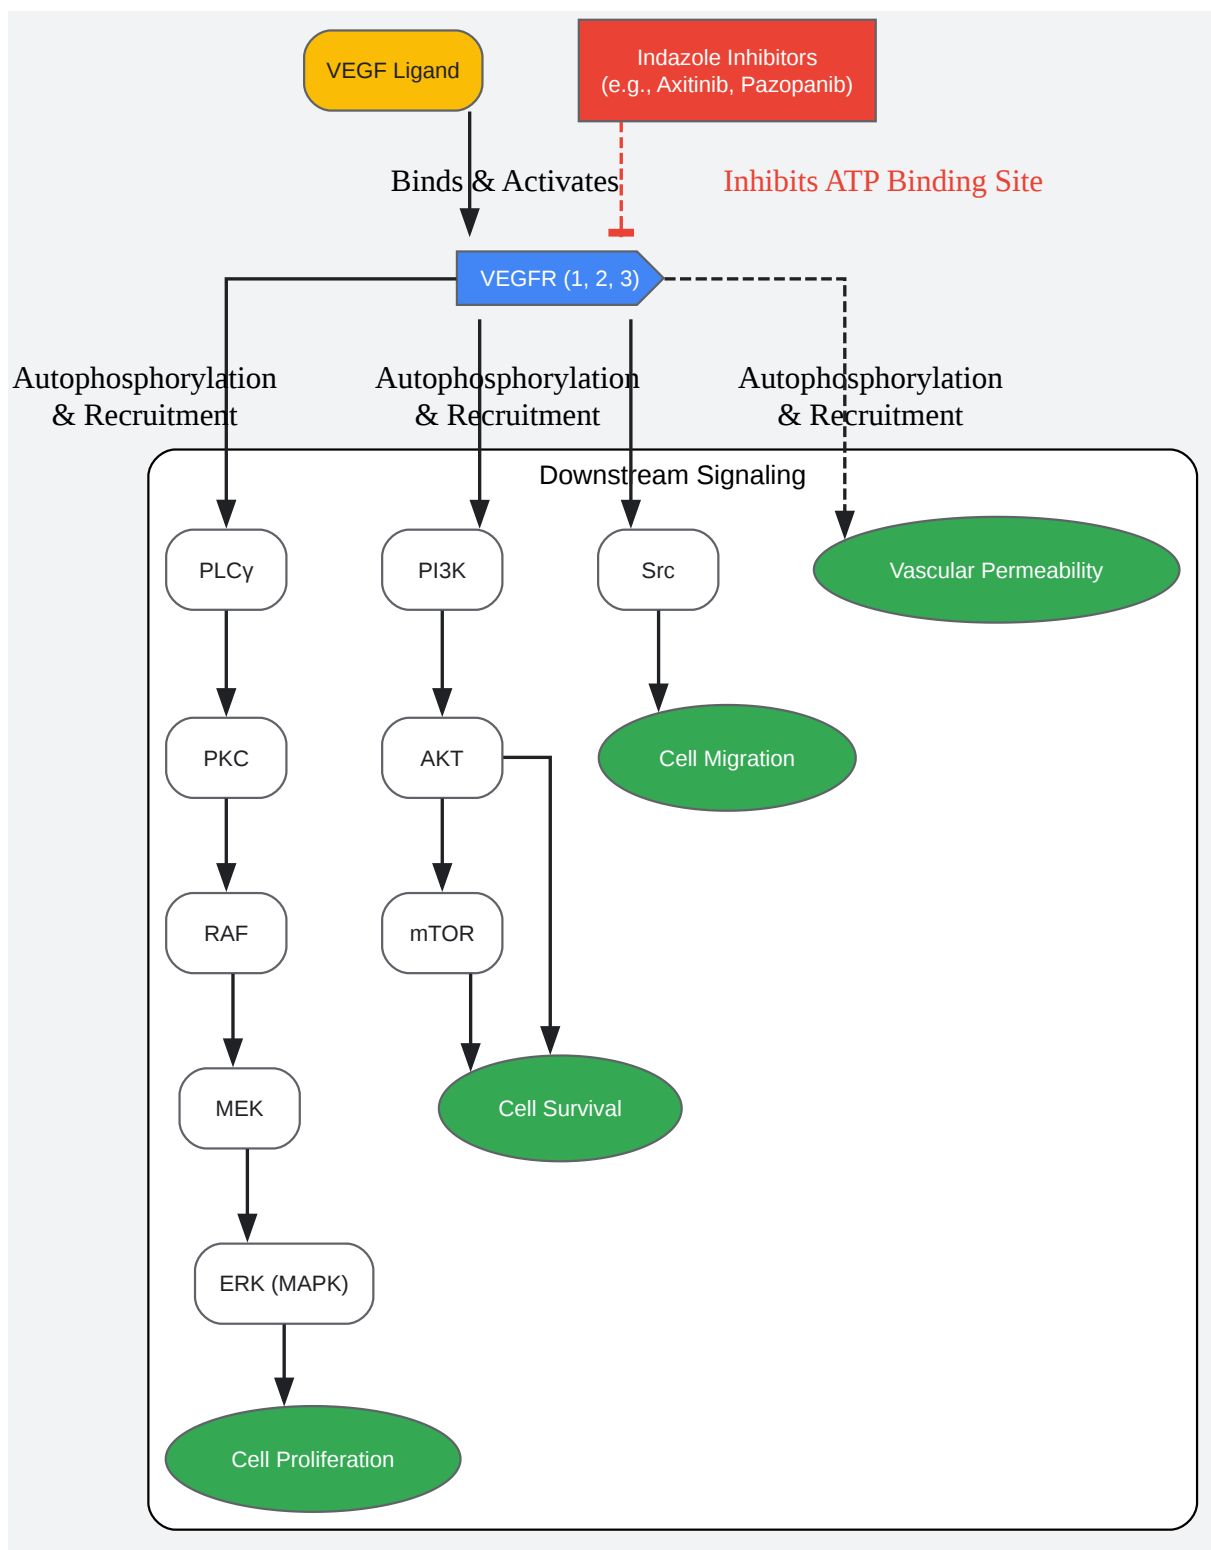 VEGF Ligand
Indazole Inhibitors
(e.g., Axitinib, Pazopanib)
Binds & Activates
Inhibits ATP Binding Site
VEGFR (1, 2, 3)
Autophosphorylation
& Recruitment
Autophosphorylation
& Recruitment
Autophosphorylation
& Recruitment
Downstream Signaling
PLCγ
PI3K
Src
Vascular Permeability
PKC
AKT
Cell Migration
RAF
mTOR
MEK
Cell Survival
ERK (MAPK)
Cell Proliferation